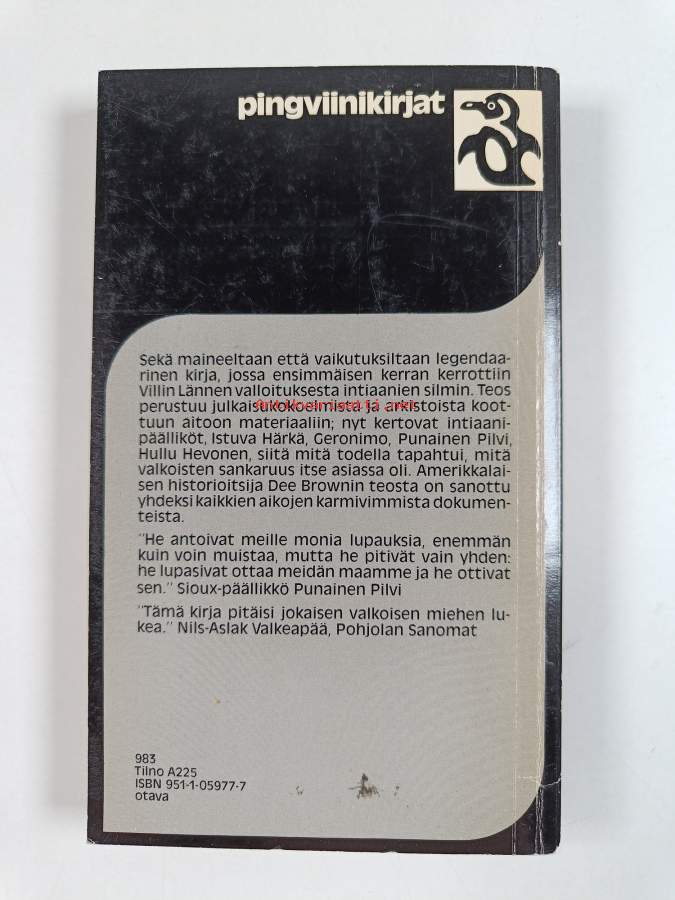 pingviinikirjat
Sekä maineeltaan että vaikutuksiltaan legendaa-
rinen kirja, jossa ensimmäisen kerran kerrottiin
Villin Lännen valloituksesta intiaanien silmin. Teos
perustuu julkaisukokoelmista ja arkistoista koot-
tuun aitoon materiaaliin; nyt kertovat intiaani-
päälliköt, Istuva Härkä, Geronimo, Punainen Pilvi,
Hullu Hevonen, siitä mitä todella tapahtui, mitä
valkoisten sankaruus itse asiassa oli. Amerikkalai-
sen historioitsija Dee Brownin teosta on sanottu
yhdeksi kaikkien aikojen karmivimmista dokumen-
teista.
"He antoivat meille monia lupauksia, enemmän
kuin voin muistaa, mutta he pitivät vain yhden:
he lupasivat ottaa meidän maamme ja he ottivat
sen." Sioux-päällikkö Punainen Pilvi
"Tämä kirja pitäisi jokaisen valkoisen miehen lu-
kea." Nils-Aslak Valkeapää, Pohjolan Sanomat
983
Tilno A225
ISBN 951-1-05977-7
otava